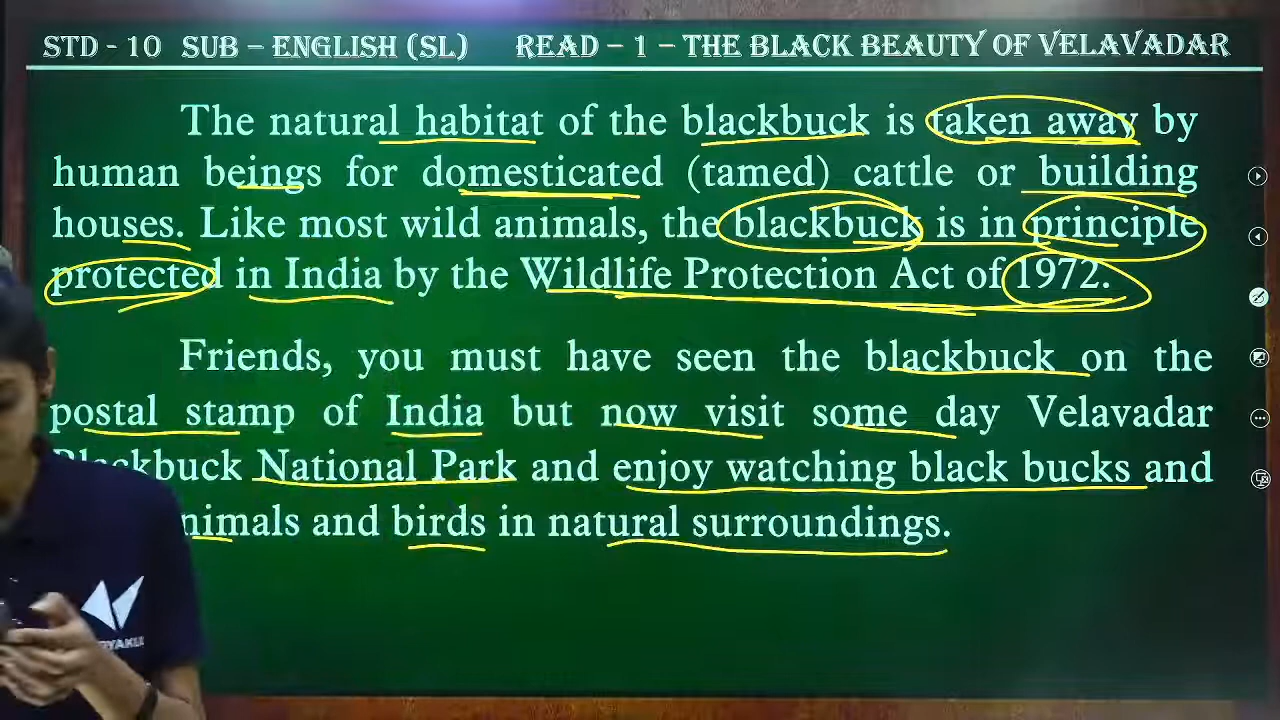 STD - 10 SUB – ENGLISH (SL) READ – 1 – THE BLACK BEAUTY OF VELAVADAR
The natural habitat of the blackbuck is taken away by
human beings for domesticated (tamed) cattle or building
houses. Like most wild animals, the blackbuck is in principle
protected in India by the Wildlife Protection Act of 1972.
Friends, you must have seen the blackbuck on the
postal stamp of India but now visit some day Velavadar
Blackbuck National Park and enjoy watching black bucks and
nimals and birds in natural surroundings.